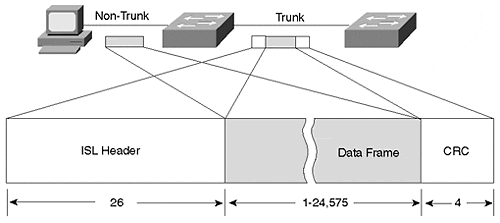 Non-Trunk
Trunk
ISL Header
Data Frame
CRC
26
1-24,575
4